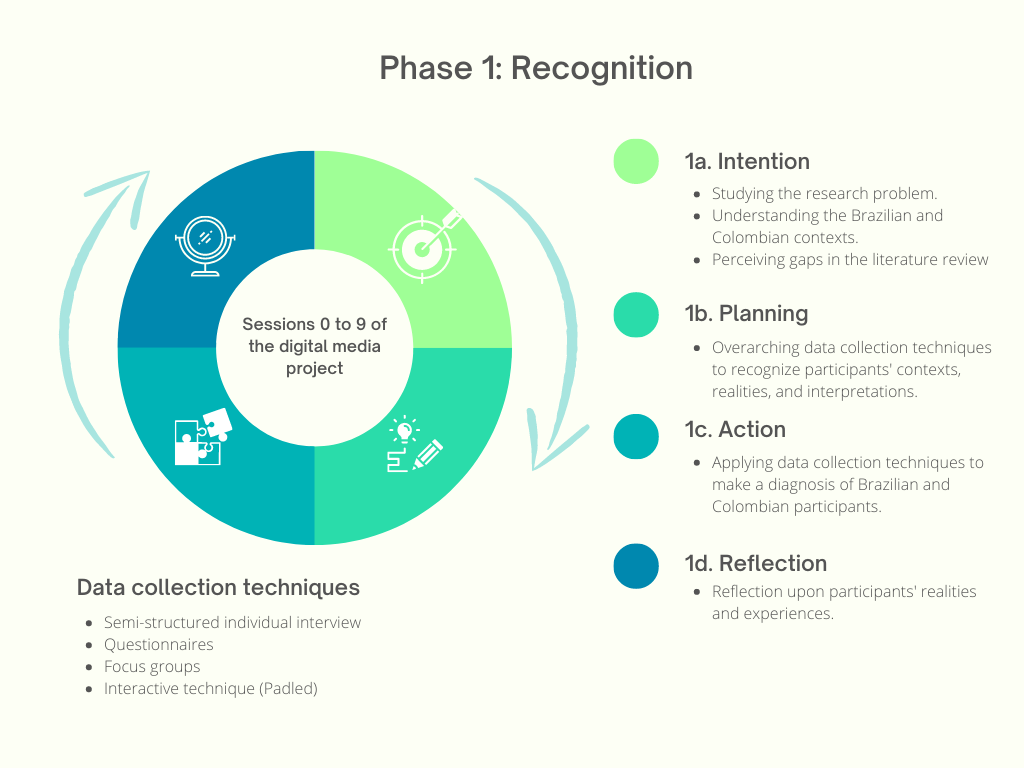 Phase 1: Recognition
Sessions 0 to 9 of
the digital media
project
1a. Intention
Studying the research problem.
Understanding the Brazilian and
Colombian contexts.
Perceiving gaps in the literature review
1b. Planning
Overarching data collection techniques
to recognize participants' contexts,
realities, and interpretations.
1c. Action
Applying data collection techniques to
make a diagnosis of Brazilian and
Colombian participants.
1d. Reflection
Reflection upon participants' realities
and experiences.
Data collection techniques
Semi-structured individual interview
Questionnaires
Focus groups
Interactive technique (Padled)